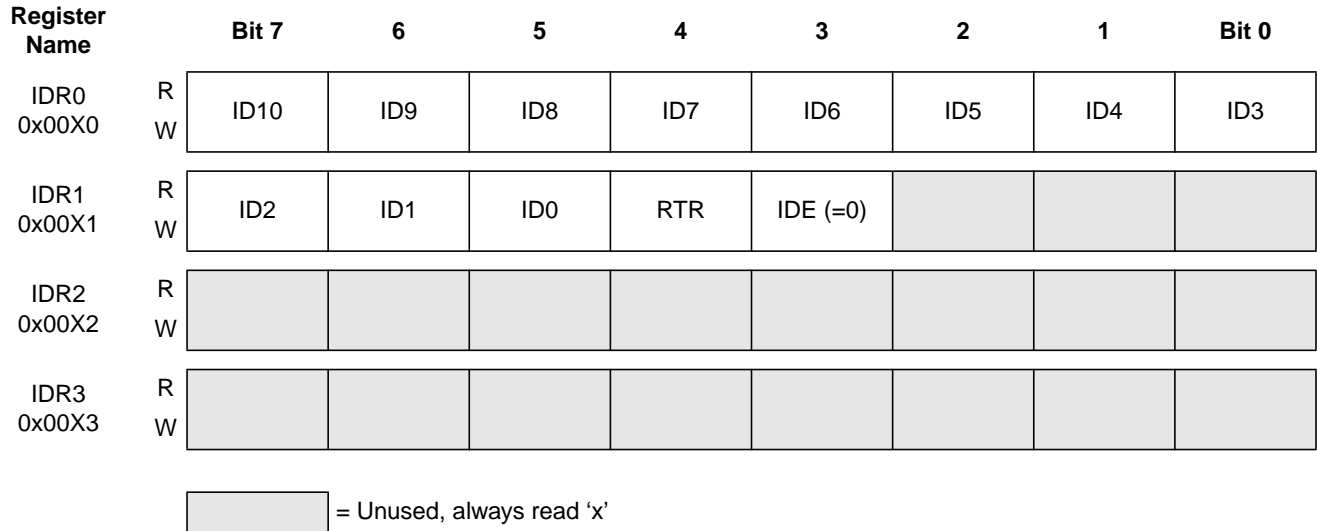 Register Name Bit 7 6 5 4 3 2 1 Bit 0
IDR0 0x00X0 R W ID10 ID9 ID8 ID7 ID6 ID5 ID4 ID3
IDR1 0x00X1 R W ID2 ID1 ID0 RTR IDE (=0)
IDR2 0x00X2 R W
IDR3 0x00X3 R W
= Unused, always read ‘x’